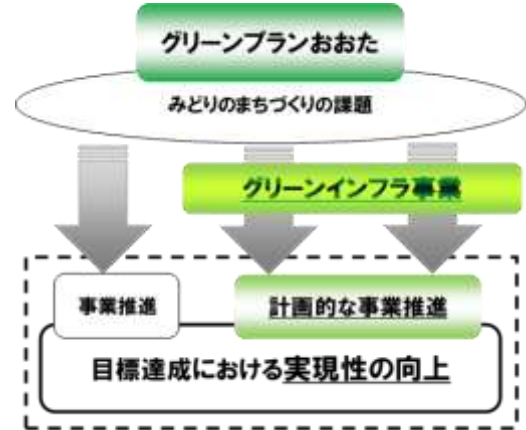 グリーンプランおおた
みどりのまちづくりの課題
グリーンインフラ事業
事業推進
計画的な事業推進
目標達成における実現性の向上